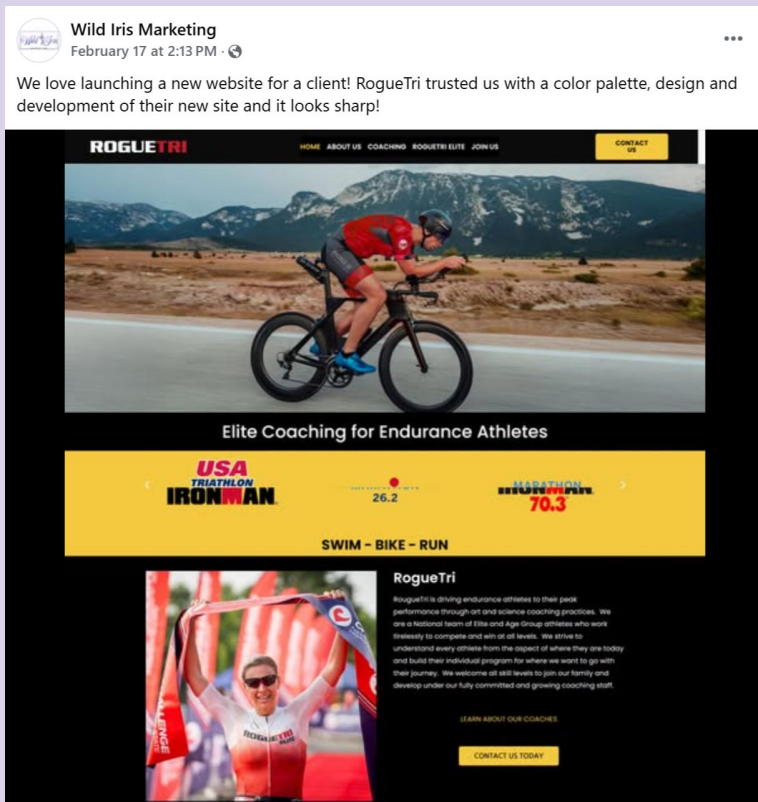 Wild Iris Marketing
February 17 at 2:13 PM ·
We love launching a new website for a client! RogueTri trusted us with a color palette, design and
development of their new site and it looks sharp!
ROGUETRI
HOME ABOUT US COACHING ROGUETRI ELITE JOIN US
CONTACT
US
Elite Coaching for Endurance Athletes
USA
TRIATHLON
IRONMAN
26.2
MARATHON
IRONMAN
70.3
SWIM – BIKE – RUN
RogueTri
RougueTri is driving endurance athletes to their peak
performance through art and science coaching practices. We
are a National team of Elite and Age Group athletes who work
tirelessly to compete and win at all levels. We strive to
understand every athlete from the aspect of where they are today
and build their individual program for where we want to go with
their journey. We welcome all skill levels to join our family and
develop under our fully committed and growing coaching staff.
LEARN ABOUT OUR COACHES
CONTACT US TODAY
ROGUETRI
ELITE
CHALLENGE